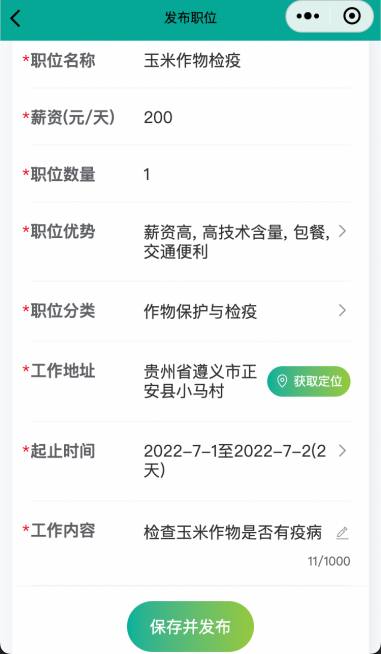 发布职位
*职位名称 玉米作物检疫
*薪资(元/天) 200
*职位数量 1
*职位优势 薪资高, 高技术含量, 包餐,
交通便利
*职位分类 作物保护与检疫
*工作地址 贵州省遵义市正
安县小马村
获取定位
*起止时间 2022-7-1至2022-7-2(2
天)
*工作内容 检查玉米作物是否有疫病
11/1000
保存并发布